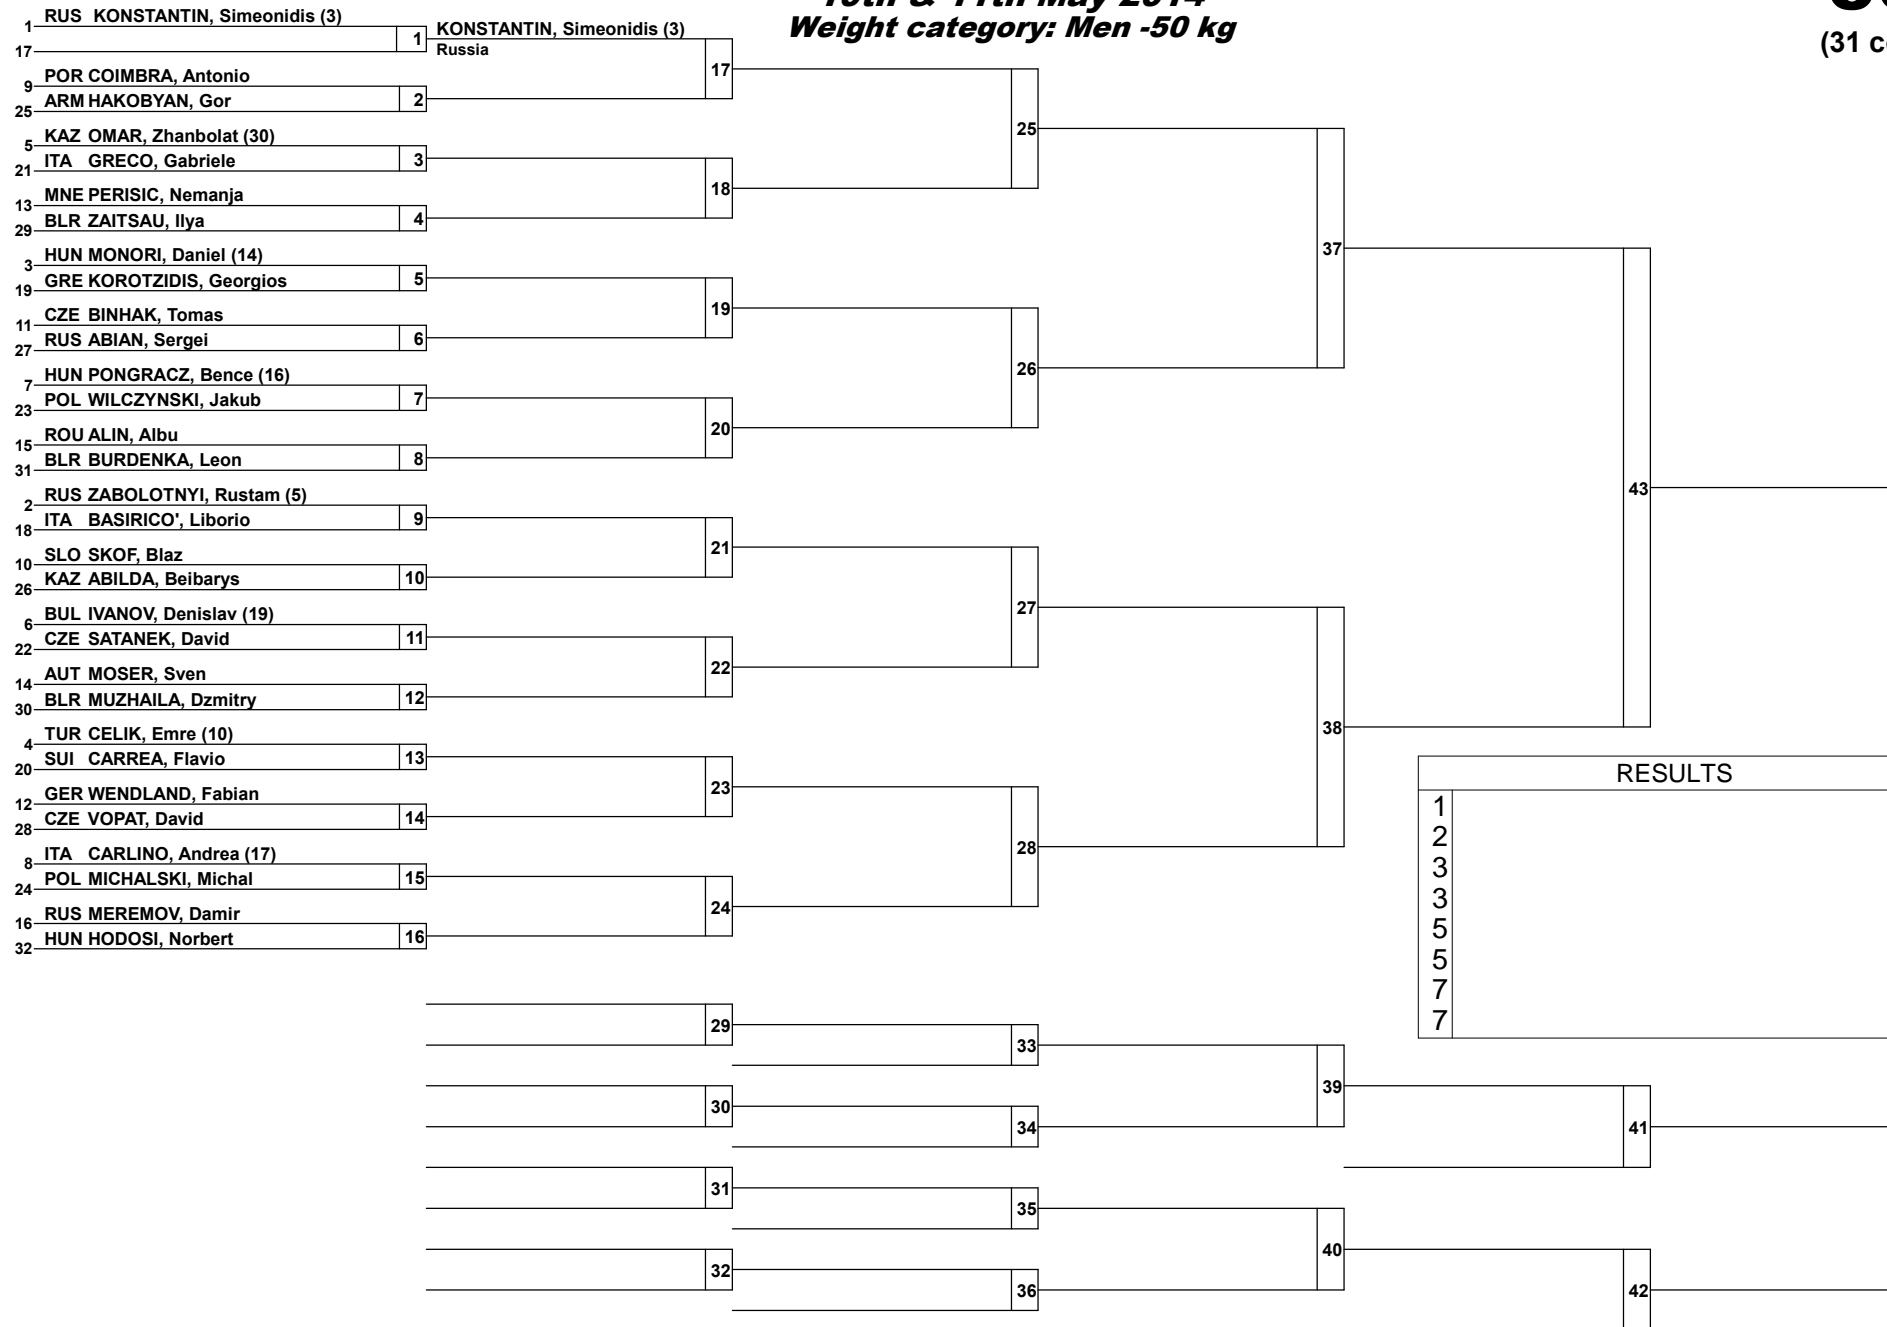 10th & 11th May 2014
Weight category: Men -50 kg
(31 c
1 RUS KONSTANTIN, Simeonidis (3)
17
1
KONSTANTIN, Simeonidis (3)
Russia
9 POR COIMBRA, Antonio
25 ARM HAKOBYAN, Gor
2
17
5 KAZ OMAR, Zhanbolat (30)
21 ITA GRECO, Gabriele
3
25
13 MNE PERISIC, Nemanja
29 BLR ZAITSAU, Ilya
4
18
3 HUN MONORI, Daniel (14)
19 GRE KOROTZIDIS, Georgios
5
37
11 CZE BINHAK, Tomas
27 RUS ABIAN, Sergei
6
19
7 HUN PONGRACZ, Bence (16)
23 POL WILCZYNSKI, Jakub
7
26
15 ROU ALIN, Albu
31 BLR BURDENKA, Leon
8
20
2 RUS ZABOLOTNYI, Rustam (5)
18 ITA BASIRICO', Liborio
9
43
10 SLO SKOF, Blaz
26 KAZ ABILDA, Beibarys
10
21
6 BUL IVANOV, Denislav (19)
22 CZE SATANEK, David
11
27
14 AUT MOSER, Sven
30 BLR MUZHAILA, Dzmitry
12
22
4 TUR CELIK, Emre (10)
20 SUI CARREA, Flavio
13
38
12 GER WENDLAND, Fabian
28 CZE VOPAT, David
14
23
8 ITA CARLINO, Andrea (17)
24 POL MICHALSKI, Michal
15
28
16 RUS MEREMOV, Damir
32 HUN HODOSI, Norbert
16
24
RESULTS
1
2
3
3
5
5
7
7
29
33
39
30
34
41
31
35
40
32
36
42